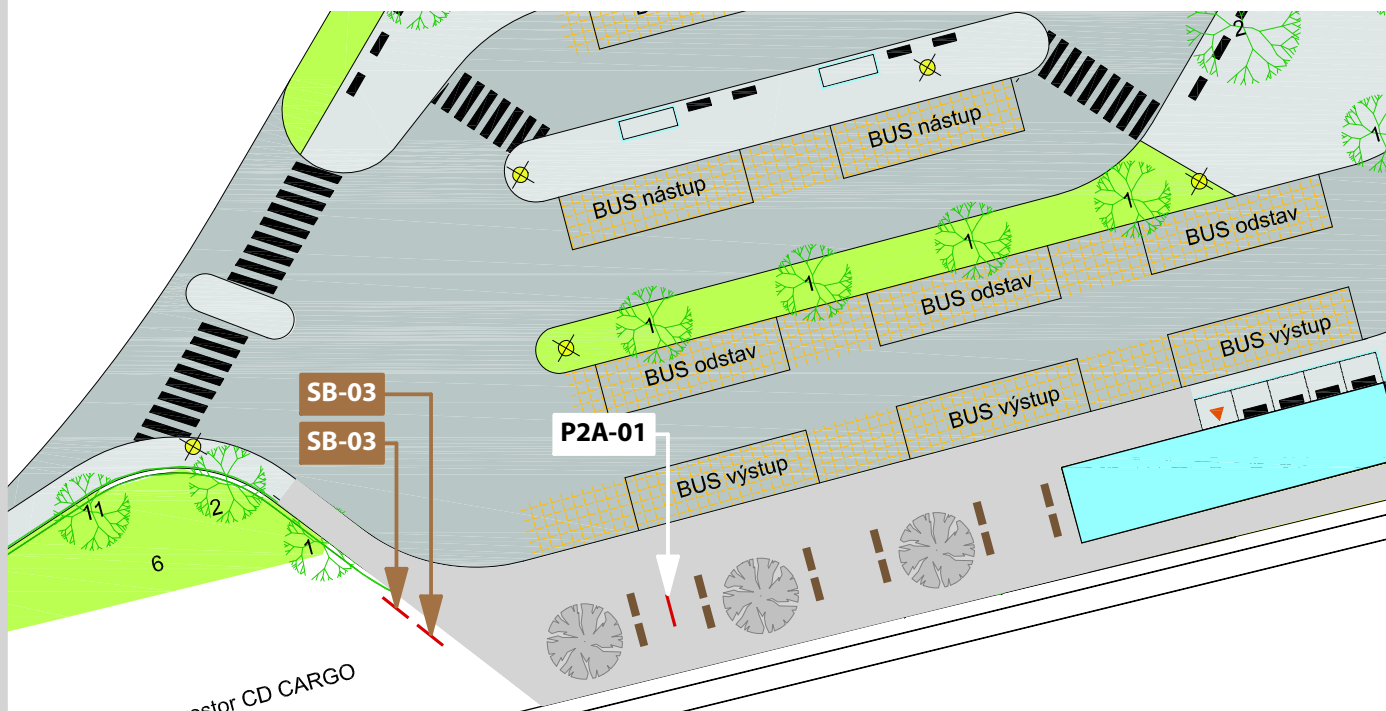 2
1
BUS nástup
BUS nástup
1
BUS odstav
1
1
BUS odstav
1
BUS odstav
BUS výstup
SB-03
BUS výstup
SB-03
P2A-01
BUS výstup
11
2
1
6
CD CARGO